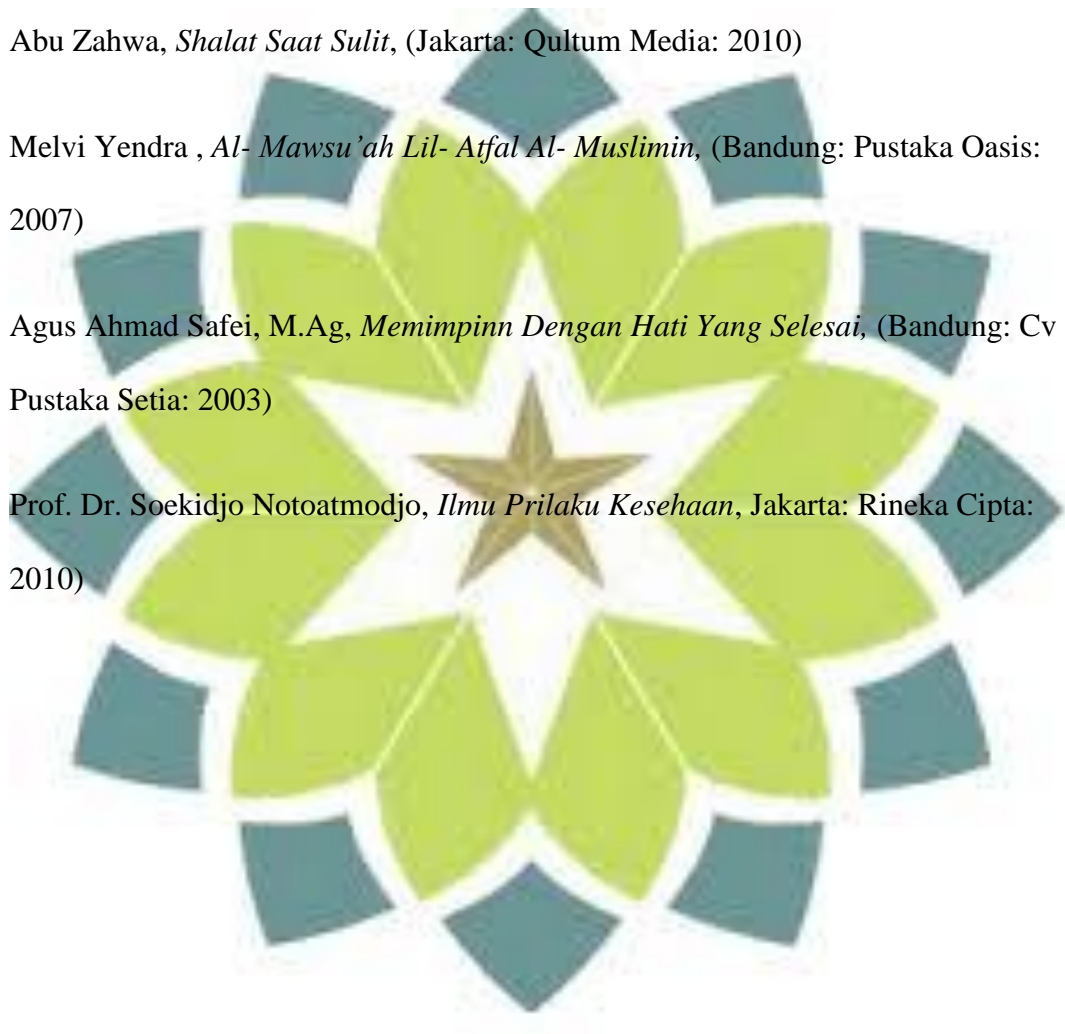 Abu Zahwa, Shalat Saat Sulit, (Jakarta: Qultum Media: 2010)
Melvi Yendra , Al- Mawsu’ah Lil- Atfal Al- Muslimin, (Bandung: Pustaka Oasis:
2007)
Agus Ahmad Safei, M.Ag, Memimpinn Dengan Hati Yang Selesai, (Bandung: Cv
Pustaka Setia: 2003)
Prof. Dr. Soekidjo Notoatmodjo, Ilmu Prilaku Kesehaan, Jakarta: Rineka Cipta:
2010)